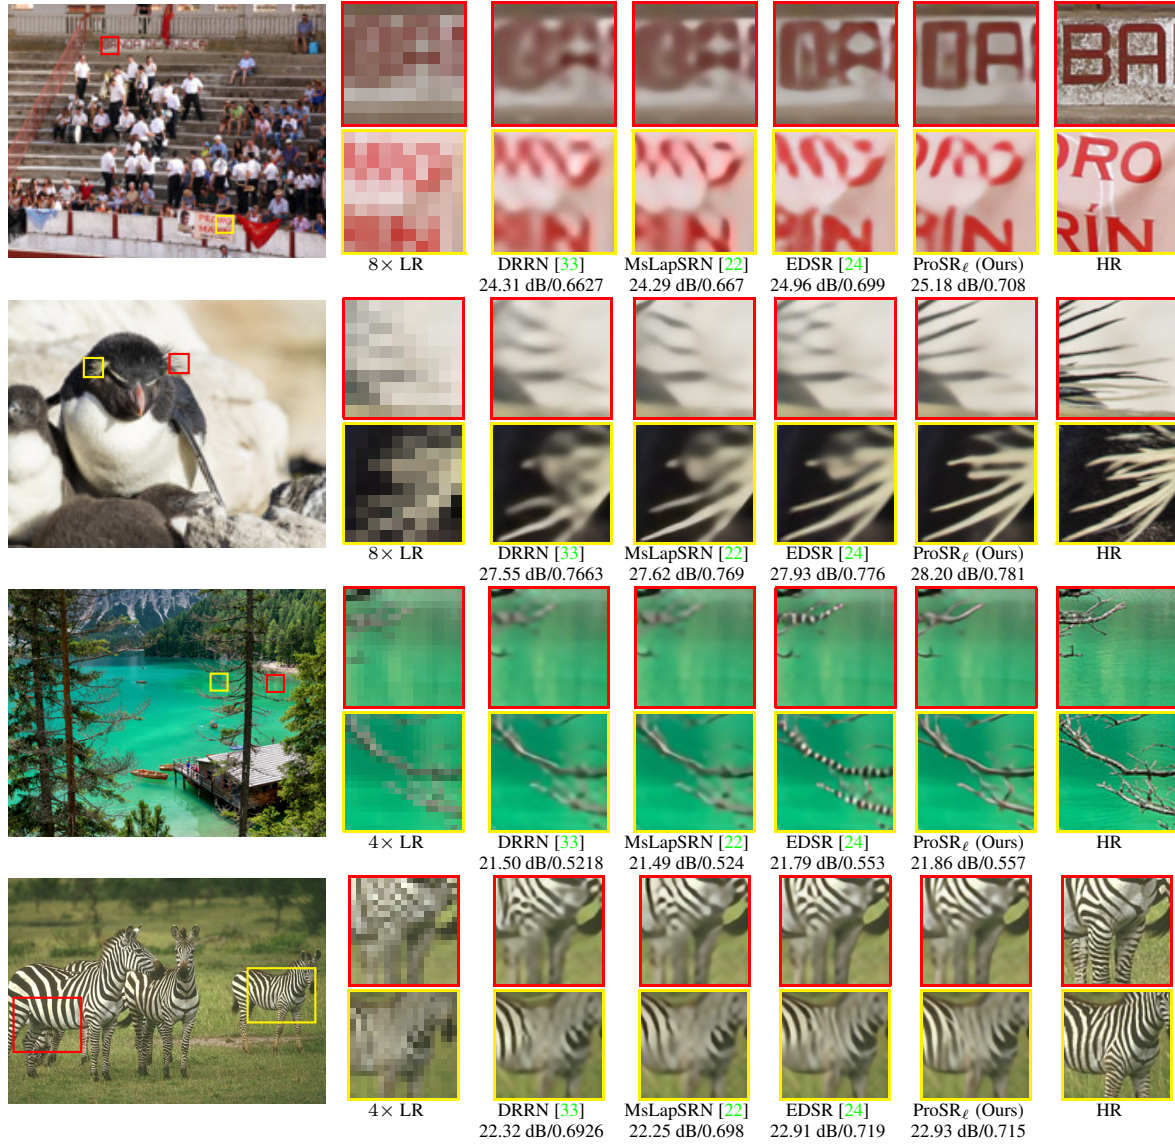 BA
ORO
RÍN
8× LR DRRN [33] MsLapSRN [22] EDSR [24] ProSRℓ (Ours) HR
24.31 dB/0.6627 24.29 dB/0.667 24.96 dB/0.699 25.18 dB/0.708
8× LR DRRN [33] MsLapSRN [22] EDSR [24] ProSRℓ (Ours) HR
27.55 dB/0.7663 27.62 dB/0.769 27.93 dB/0.776 28.20 dB/0.781
4× LR DRRN [33] MsLapSRN [22] EDSR [24] ProSRℓ (Ours) HR
21.50 dB/0.5218 21.49 dB/0.524 21.79 dB/0.553 21.86 dB/0.557
4× LR DRRN [33] MsLapSRN [22] EDSR [24] ProSRℓ (Ours) HR
22.32 dB/0.6926 22.25 dB/0.698 22.91 dB/0.719 22.93 dB/0.715